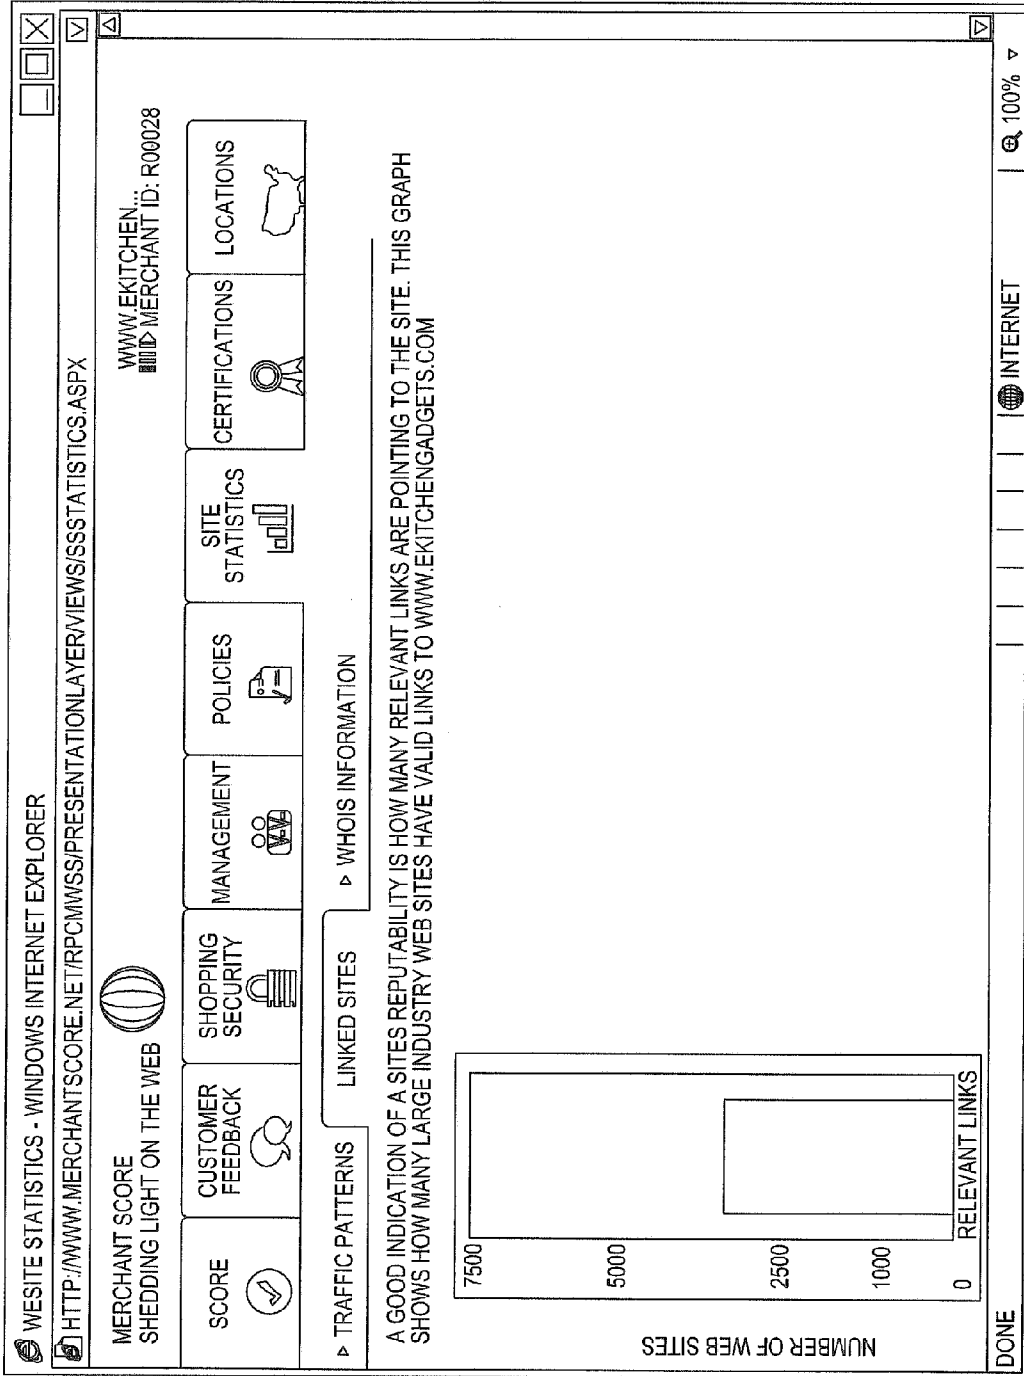 WESITE STATISTICS - WINDOWS INTERNET EXPLORER
HTTP://WWW.MERCHANTSCORE.NET/RPCMWSS/PRESENTATIONLAYER/VIEWS/SSSTATISTICS.ASPX
MERCHANT SCORE
SHEDDING LIGHT ON THE WEB
WWW.EKITCHEN...
MERCHANT ID: R00028
SCORE
CUSTOMER
FEEDBACK
SHOPPING
SECURITY
MANAGEMENT
POLICIES
SITE
STATISTICS
CERTIFICATIONS
LOCATIONS
TRAFFIC PATTERNS
LINKED SITES
WHOIS INFORMATION
A GOOD INDICATION OF A SITES REPUTABILITY IS HOW MANY RELEVANT LINKS ARE POINTING TO THE SITE. THIS GRAPH
SHOWS HOW MANY LARGE INDUSTRY WEB SITES HAVE VALID LINKS TO WWW.EKITCHENGADGETS.COM
NUMBER OF WEB SITES
7500
5000
2500
1000
0
RELEVANT LINKS
DONE
INTERNET
100%